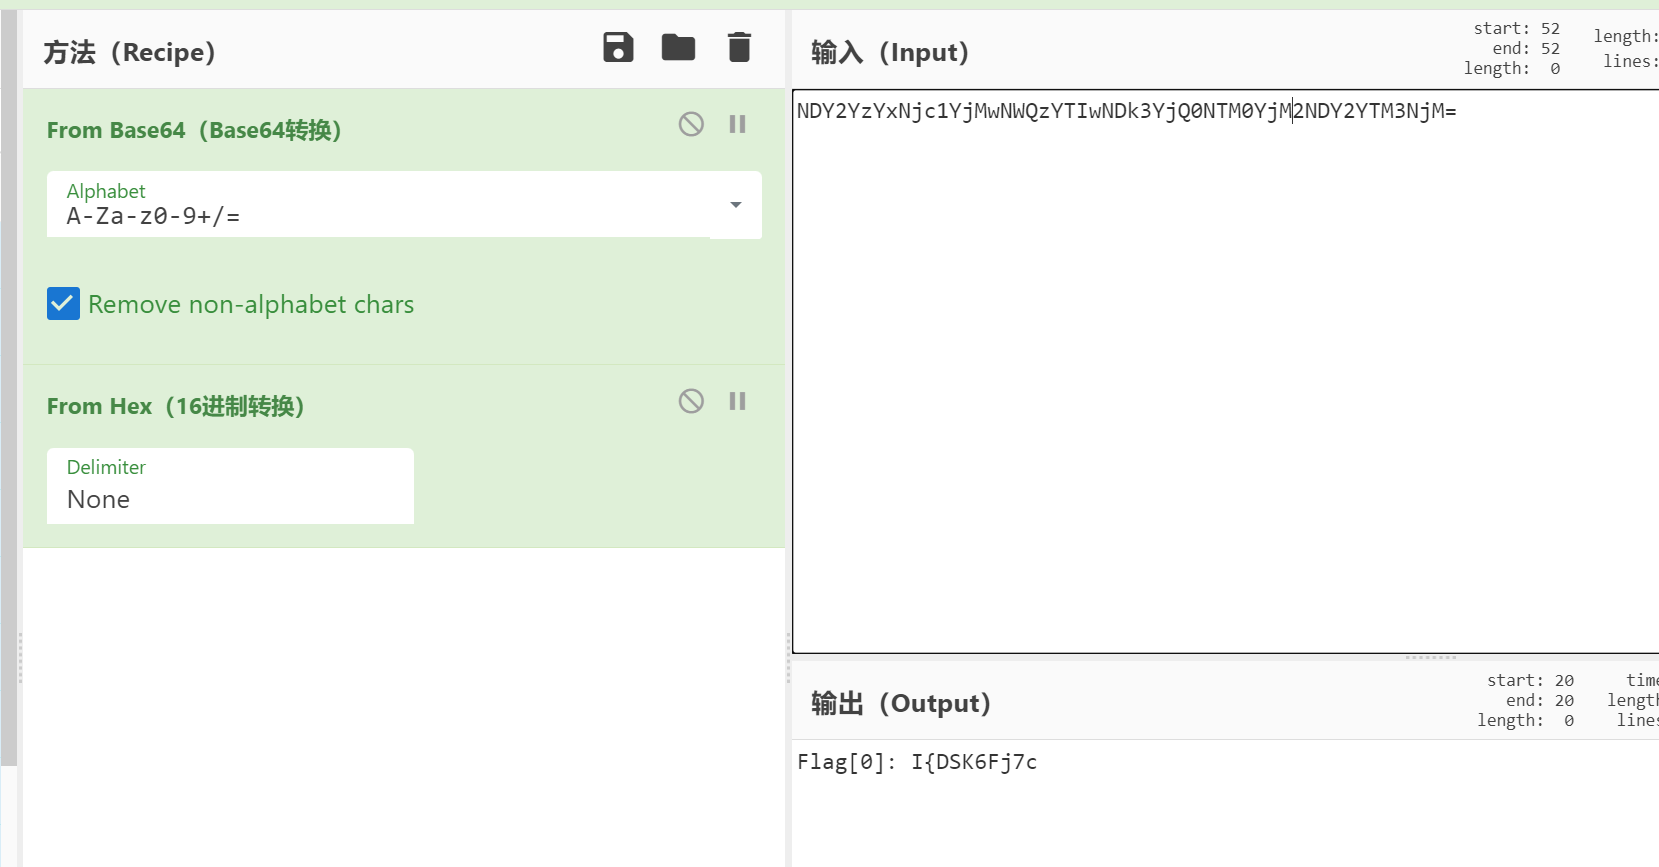 方法（Recipe）
From Base64（Base64转换）
Alphabet
A-Za-z0-9+/=
Remove non-alphabet chars
From Hex（16进制转换）
Delimiter
None
输入（Input）
start: 52
end: 52
length: 0
length:
lines:
NDY2YzYxNjc1YjMwNWQzYTIwNDk3YjQ0NTM0YjM2NDY2YTM3NjM=
输出（Output）
start: 20
end: 20
length: 0
time
length
lines
Flag[0]: I{DSK6Fj7c